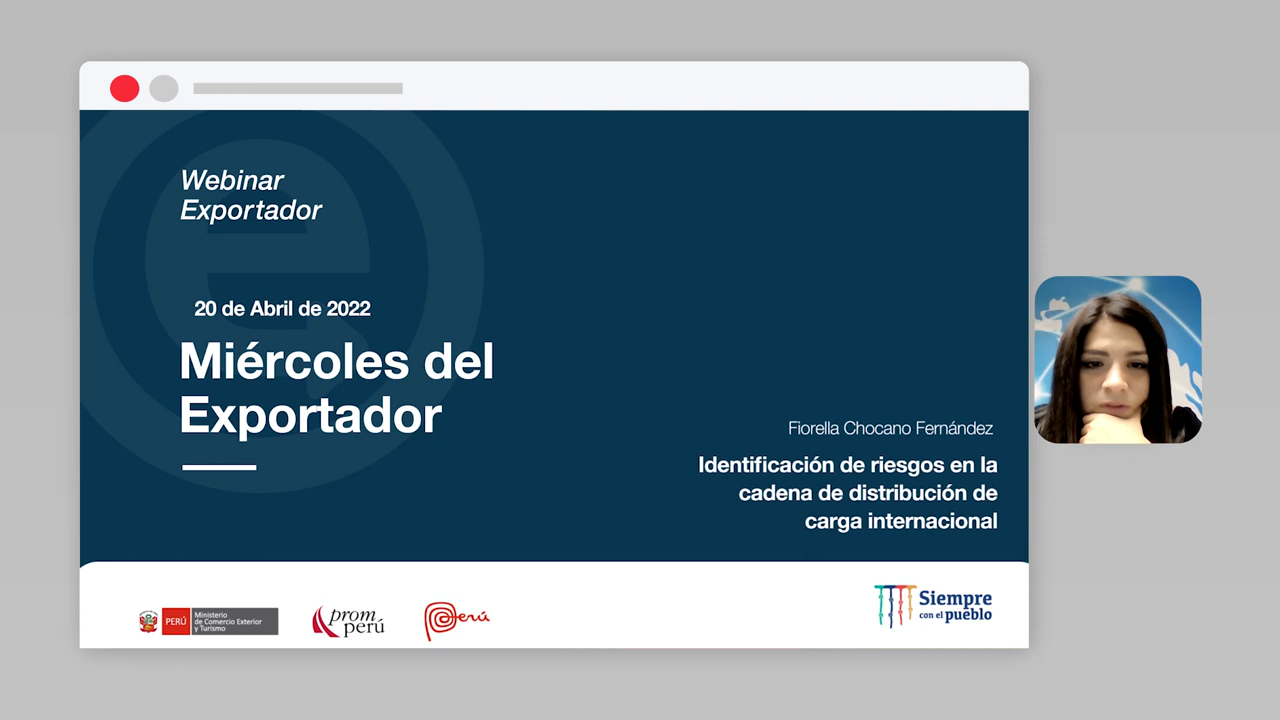 Webinar
Exportador
20 de Abril de 2022
Miércoles del
Exportador
Fiorella Chocano Fernández
Identificación de riesgos en la
cadena de distribución de
carga internacional
PERÚ
Ministerio
de Comercio Exterior
y Turismo
prom
perú
Perú
Siempre
con el pueblo